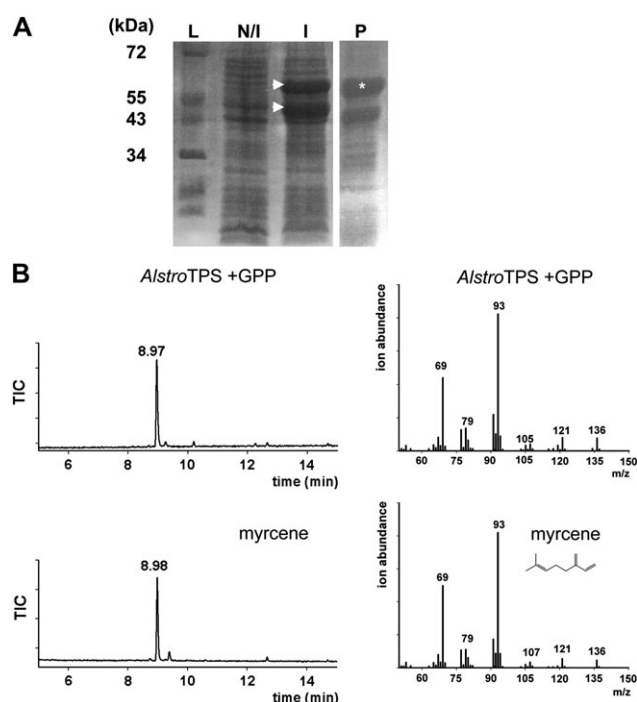 A
(kDa) L N/I I P
72
55
43
34
*
B
AlstroTPS +GPP
8.97
TIC
6 8 10 12 14
time (min)
AlstroTPS +GPP
ion abundance
93
69
79
105
121
136
60 75 90 105 120 135 150
m/z
myrcene
8.98
TIC
6 8 10 12 14
time (min)
myrcene
ion abundance
93
69
79
107
121
136
60 75 90 105 120 135 150
m/z